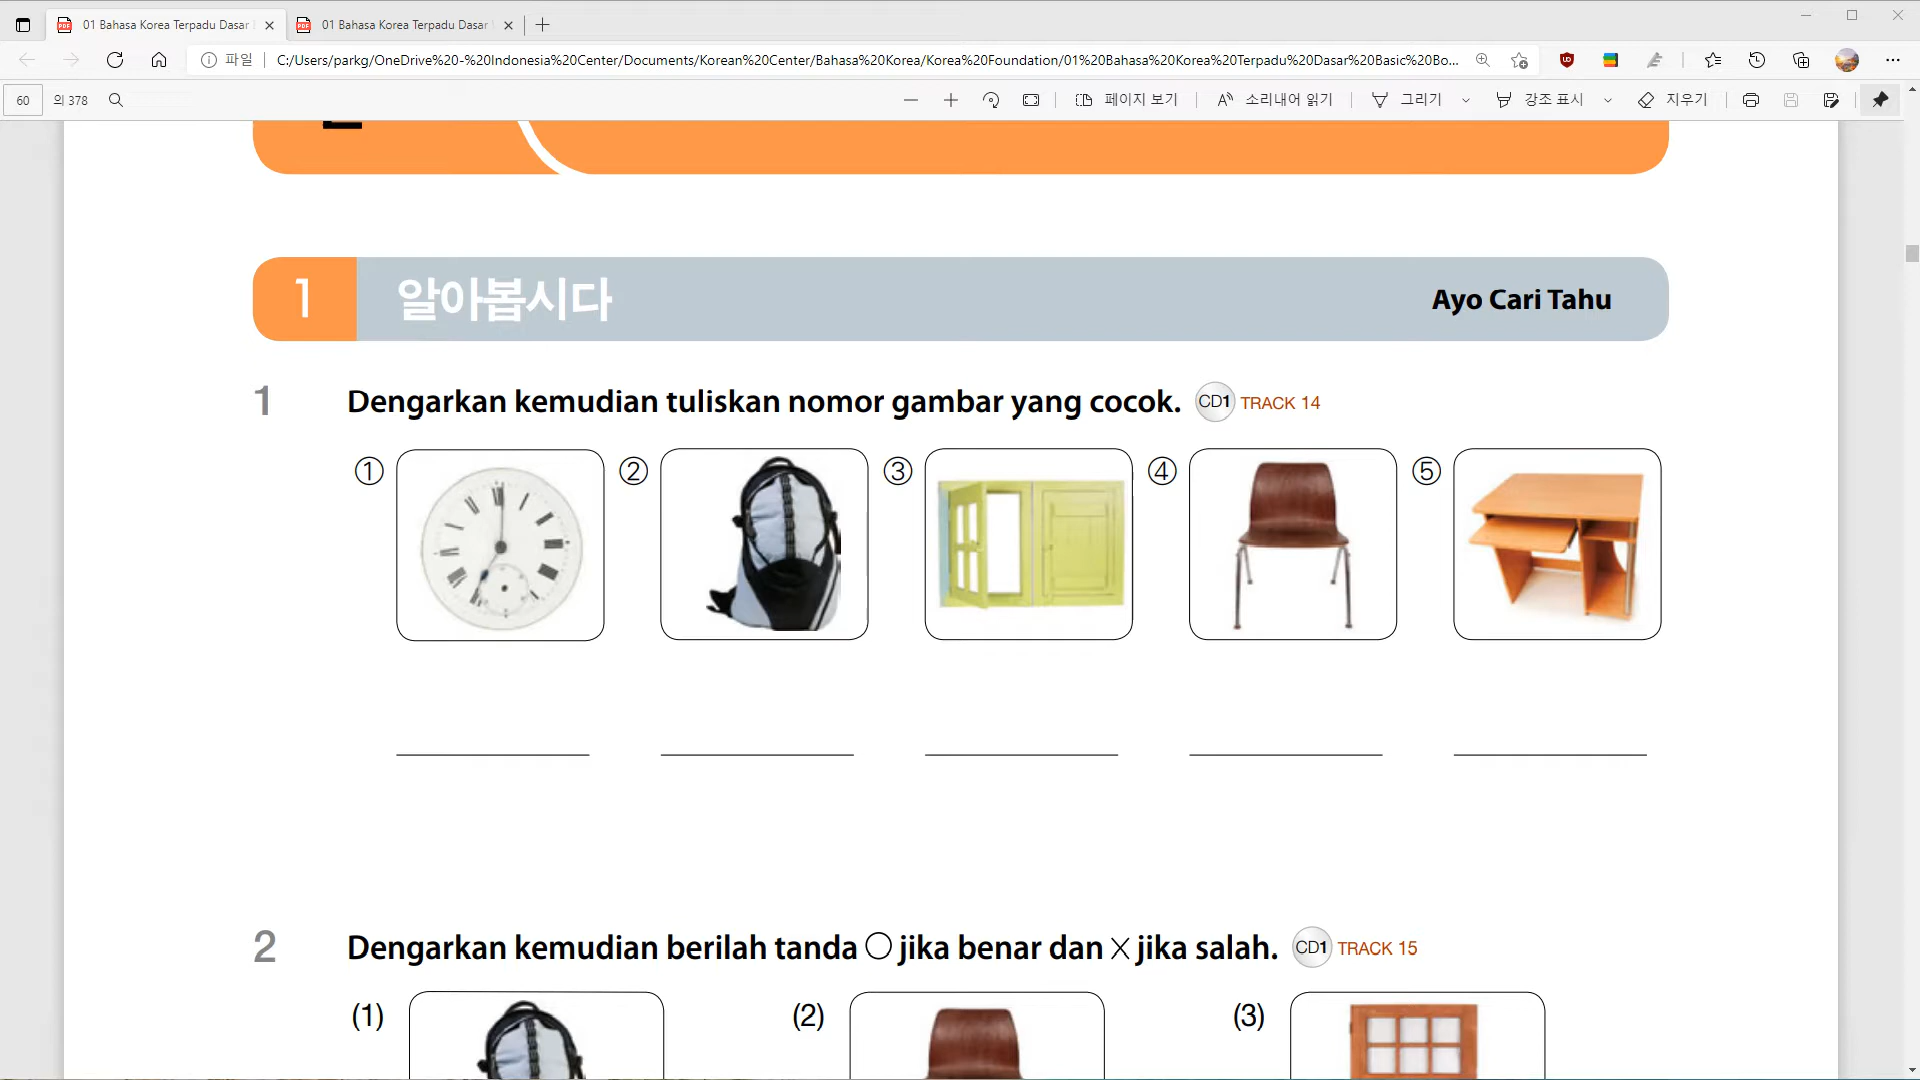 01 Bahasa Korea Terpadu Dasar
01 Bahasa Korea Terpadu Dasar
파일
C:/Users/parkg/OneDrive%20-%20Indonesia%20Center/Documents/Korean%20Center/Bahasa%20Korea/Korea%20Foundation/01%20Bahasa%20Korea%20Terpadu%20Dasar%20Basic%20Bo...
60 의 378
페이지 보기
소리내어 읽기
그리기
강조 표시
지우기
1 알아봅시다 Ayo Cari Tahu
1 Dengarkan kemudian tuliskan nomor gambar yang cocok. CD1 TRACK 14
① ② ③ ④ ⑤
2 Dengarkan kemudian berilah tanda ○ jika benar dan × jika salah. CD1 TRACK 15
(1) (2) (3)